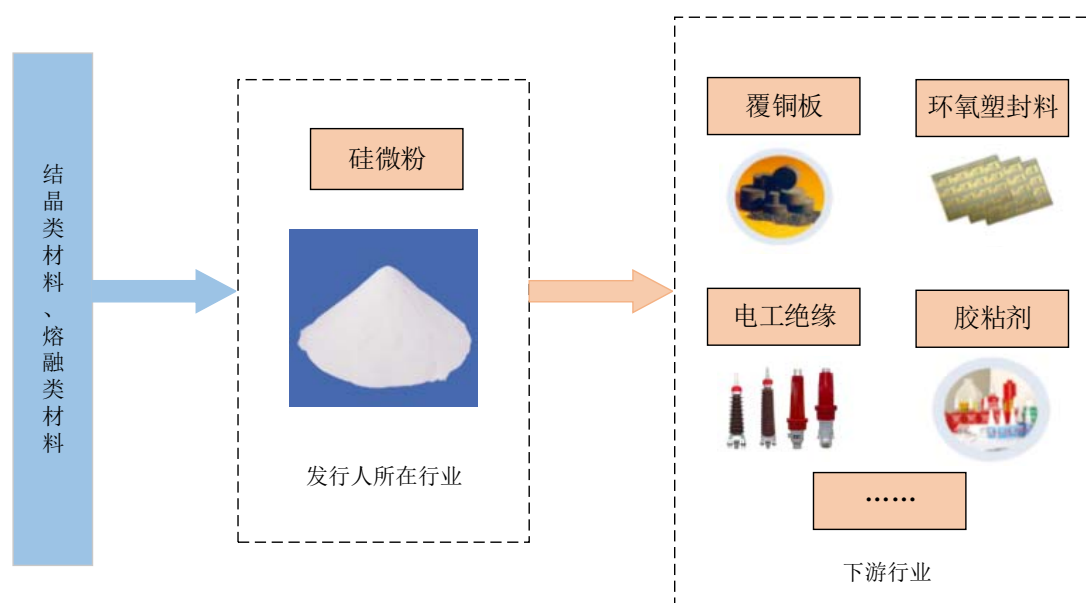 结晶类材料、熔融类材料
硅微粉
发行人所在行业
覆铜板
环氧塑封料
电工绝缘
胶粘剂
……
下游行业